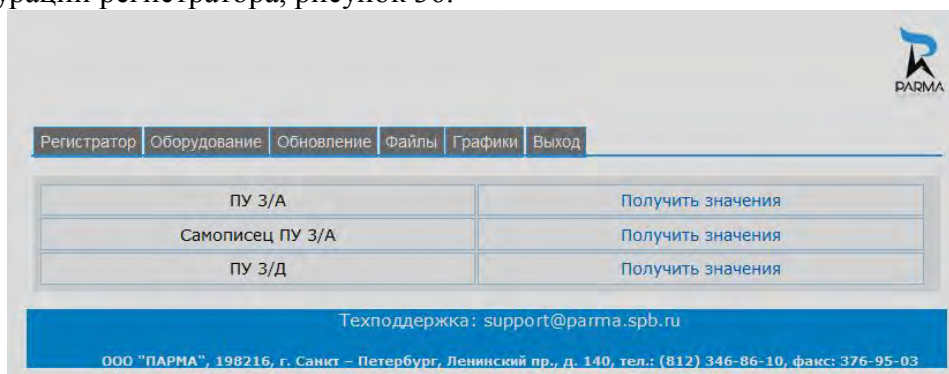 урации регистратора, рисунок 30.
PARMA
Регистратор Оборудование Обновление Файлы Графики Выход
ПУ 3/А Получить значения
Самописец ПУ 3/А Получить значения
ПУ 3/Д Получить значения
Техподдержка: support@parma.spb.ru
ООО "ПАРМА", 198216, г. Санкт – Петербург, Ленинский пр., д. 140, тел.: (812) 346-86-10, факс: 376-95-03